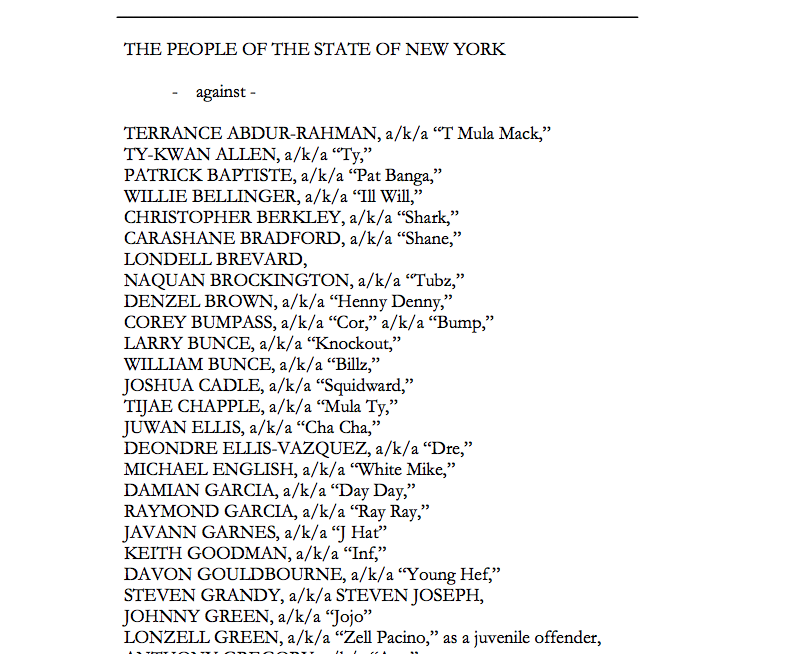 THE PEOPLE OF THE STATE OF NEW YORK
- against -
TERRANCE ABDUR-RAHMAN, a/k/a “T Mula Mack,”
TY-KWAN ALLEN, a/k/a “Ty,”
PATRICK BAPTISTE, a/k/a “Pat Banga,”
WILLIE BELLINGER, a/k/a “Ill Will,”
CHRISTOPHER BERKLEY, a/k/a “Shark,”
CARASHANE BRADFORD, a/k/a “Shane,”
LONDELL BREVARD,
NAQUAN BROCKINGTON, a/k/a “Tubz,”
DENZEL BROWN, a/k/a “Henny Denny,”
COREY BUMPASS, a/k/a “Cor,” a/k/a “Bump,”
LARRY BUNCE, a/k/a “Knockout,”
WILLIAM BUNCE, a/k/a “Billz,”
JOSHUA CADLE, a/k/a “Squidward,”
TIJAE CHAPPLE, a/k/a “Mula Ty,”
JUWAN ELLIS, a/k/a “Cha Cha,”
DEONDRE ELLIS-VAZQUEZ, a/k/a “Dre,”
MICHAEL ENGLISH, a/k/a “White Mike,”
DAMIAN GARCIA, a/k/a “Day Day,”
RAYMOND GARCIA, a/k/a “Ray Ray,”
JAVANN GARNES, a/k/a “J Hat”
KEITH GOODMAN, a/k/a “Inf,”
DAVON GOULDBOURNE, a/k/a “Young Hef,”
STEVEN GRANDY, a/k/a STEVEN JOSEPH,
JOHNNY GREEN, a/k/a “Jojo”
LONZELL GREEN, a/k/a “Zell Pacino,” as a juvenile offender,